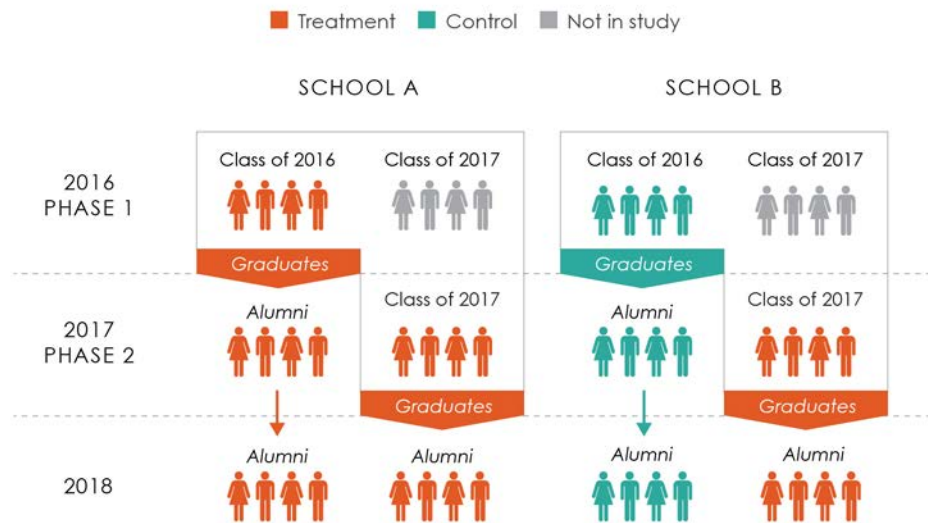 Treatment Control Not in study
SCHOOL A SCHOOL B
Class of 2016 Class of 2017 Class of 2016 Class of 2017
2016
PHASE 1
Graduates Graduates
Alumni Class of 2017 Alumni Class of 2017
2017
PHASE 2
Graduates Graduates
Alumni Alumni Alumni Alumni
2018